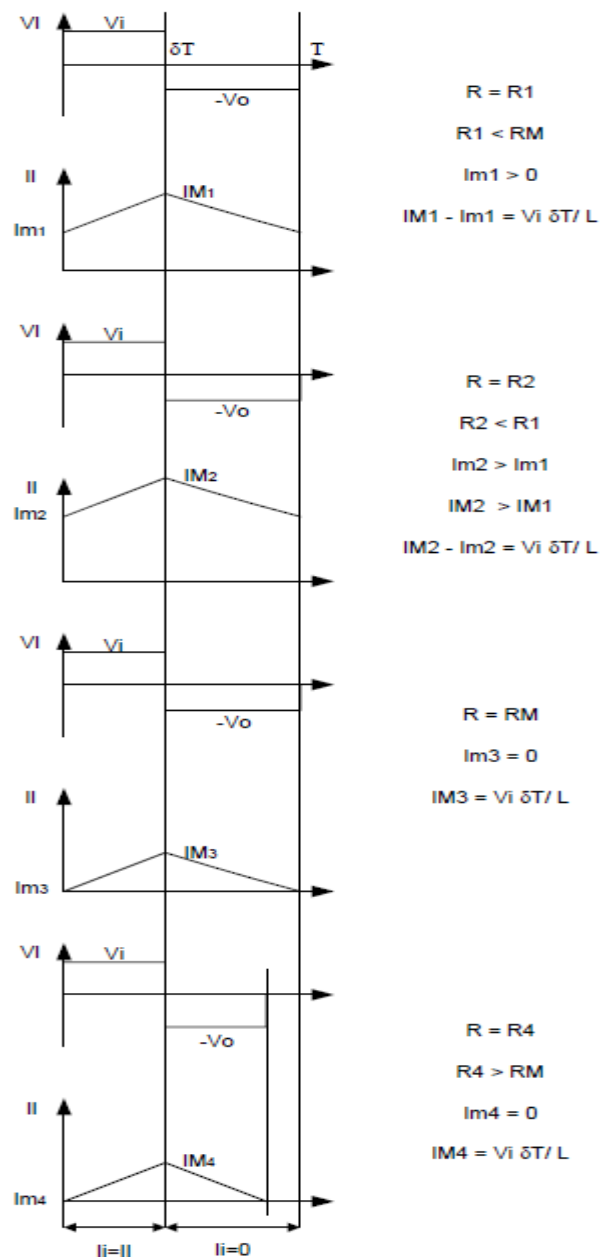 VI Vi
δT T
-Vo
R = R1
R1 < RM
Im1 > 0
IM1 - Im1 = Vi δT/ L
II
IM1
Im1
VI Vi
-Vo
R = R2
R2 < R1
Im2 > Im1
IM2 > IM1
IM2 - Im2 = Vi δT/ L
II
IM2
Im2
VI Vi
-Vo
R = RM
Im3 = 0
IM3 = Vi δT/ L
II
IM3
Im3
VI Vi
-Vo
R = R4
R4 > RM
Im4 = 0
IM4 = Vi δT/ L
II
IM4
Im4
Ii=II Ii=0